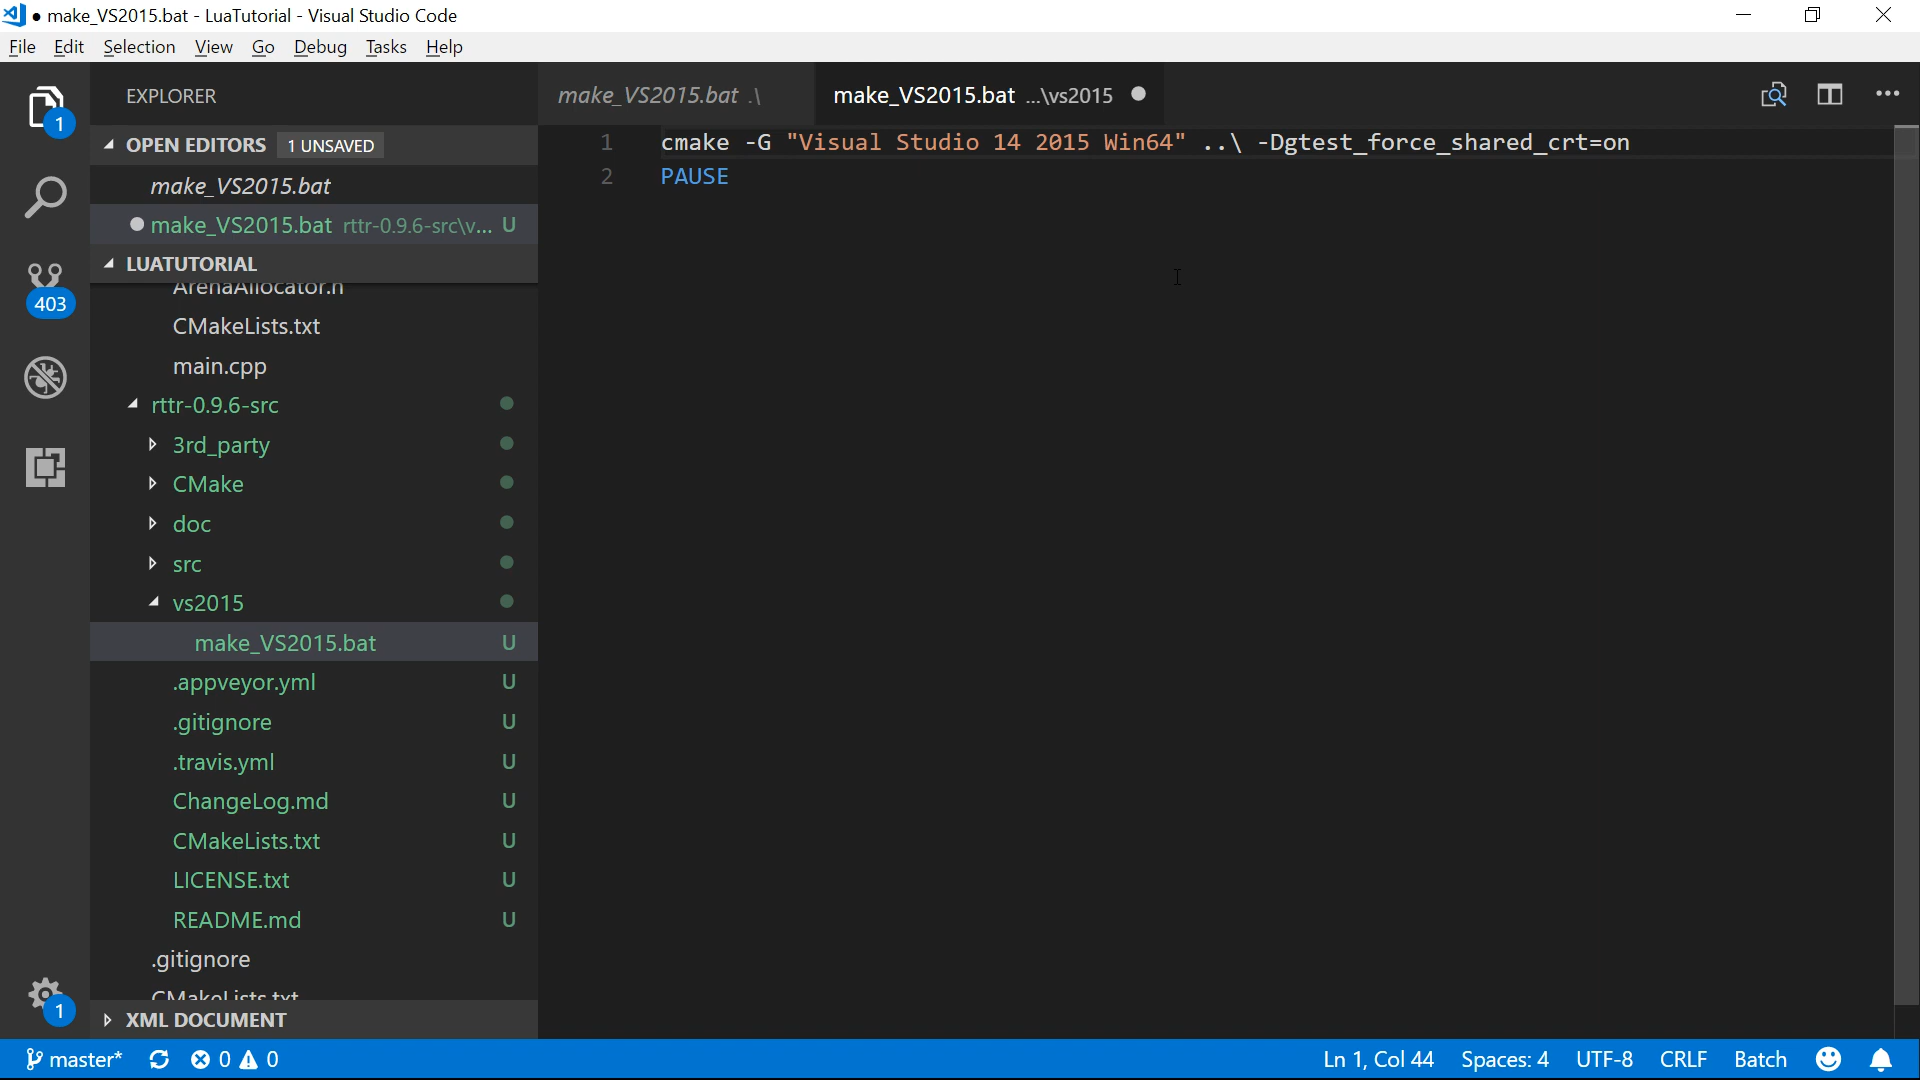 ● make_VS2015.bat - LuaTutorial - Visual Studio Code
File Edit Selection View Go Debug Tasks Help
EXPLORER
1
OPEN EDITORS 1 UNSAVED
make_VS2015.bat
make_VS2015.bat rttr-0.9.6-src\v... U
LUATUTORIAL
403
ArenaAllocator.h
CMakeLists.txt
main.cpp
rttr-0.9.6-src
3rd_party
CMake
doc
src
vs2015
make_VS2015.bat U
.appveyor.yml U
.gitignore U
.travis.yml U
ChangeLog.md U
CMakeLists.txt U
LICENSE.txt U
README.md U
.gitignore
CMakeLists.txt
1
XML DOCUMENT
make_VS2015.bat .\
make_VS2015.bat ...\vs2015
1 cmake -G "Visual Studio 14 2015 Win64" ..\ -Dgtest_force_shared_crt=on
2 PAUSE
master* 0 0 Ln 1, Col 44 Spaces: 4 UTF-8 CRLF Batch